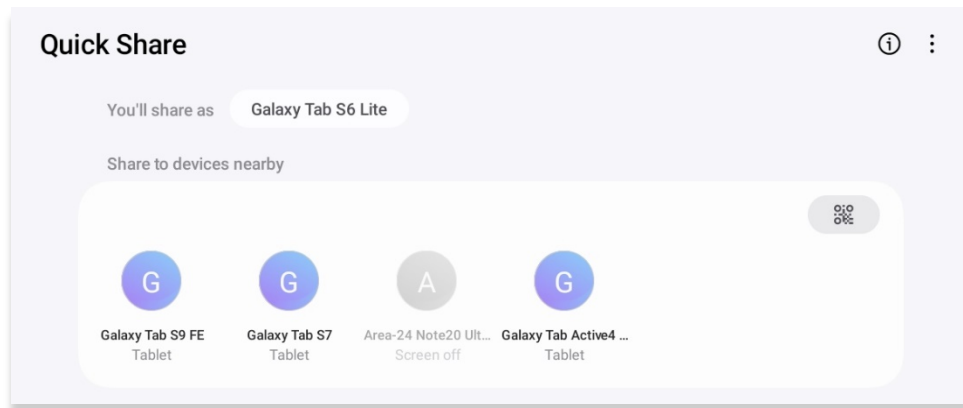 Quick Share
You'll share as Galaxy Tab S6 Lite
Share to devices nearby
G G A G
Galaxy Tab S9 FE Galaxy Tab S7 Area-24 Note20 Ult... Galaxy Tab Active4 ...
Tablet Tablet Screen off Tablet